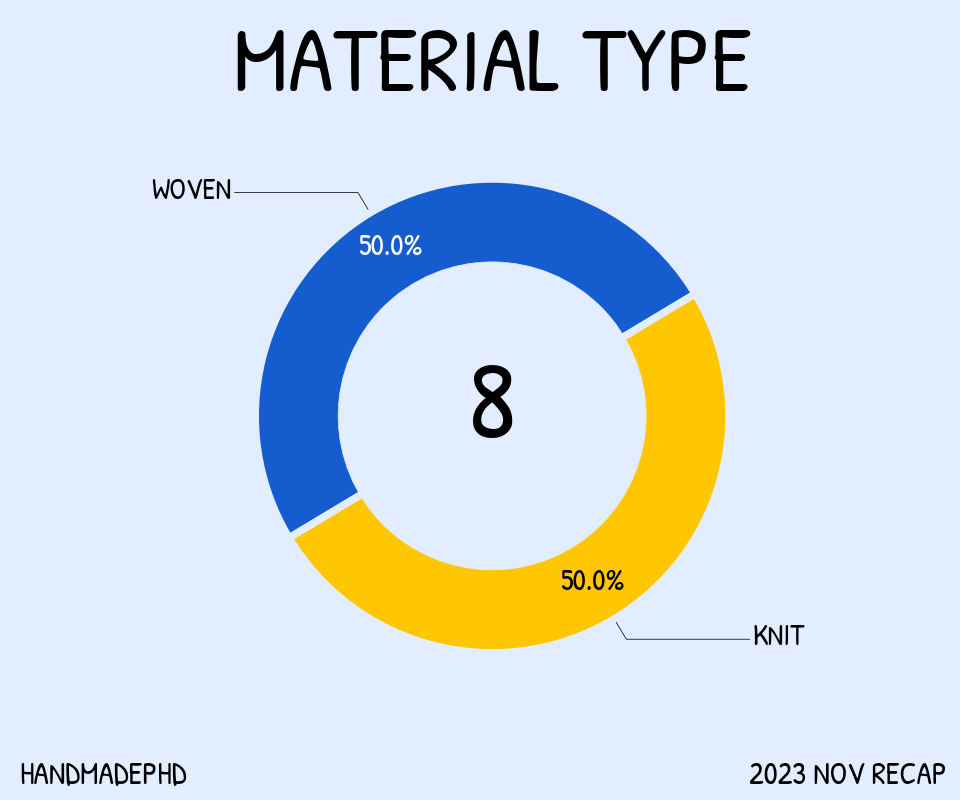 MATERIAL TYPE
WOVEN
50.0%
8
50.0%
KNIT
HANDMADEPHD
2023 NOV RECAP